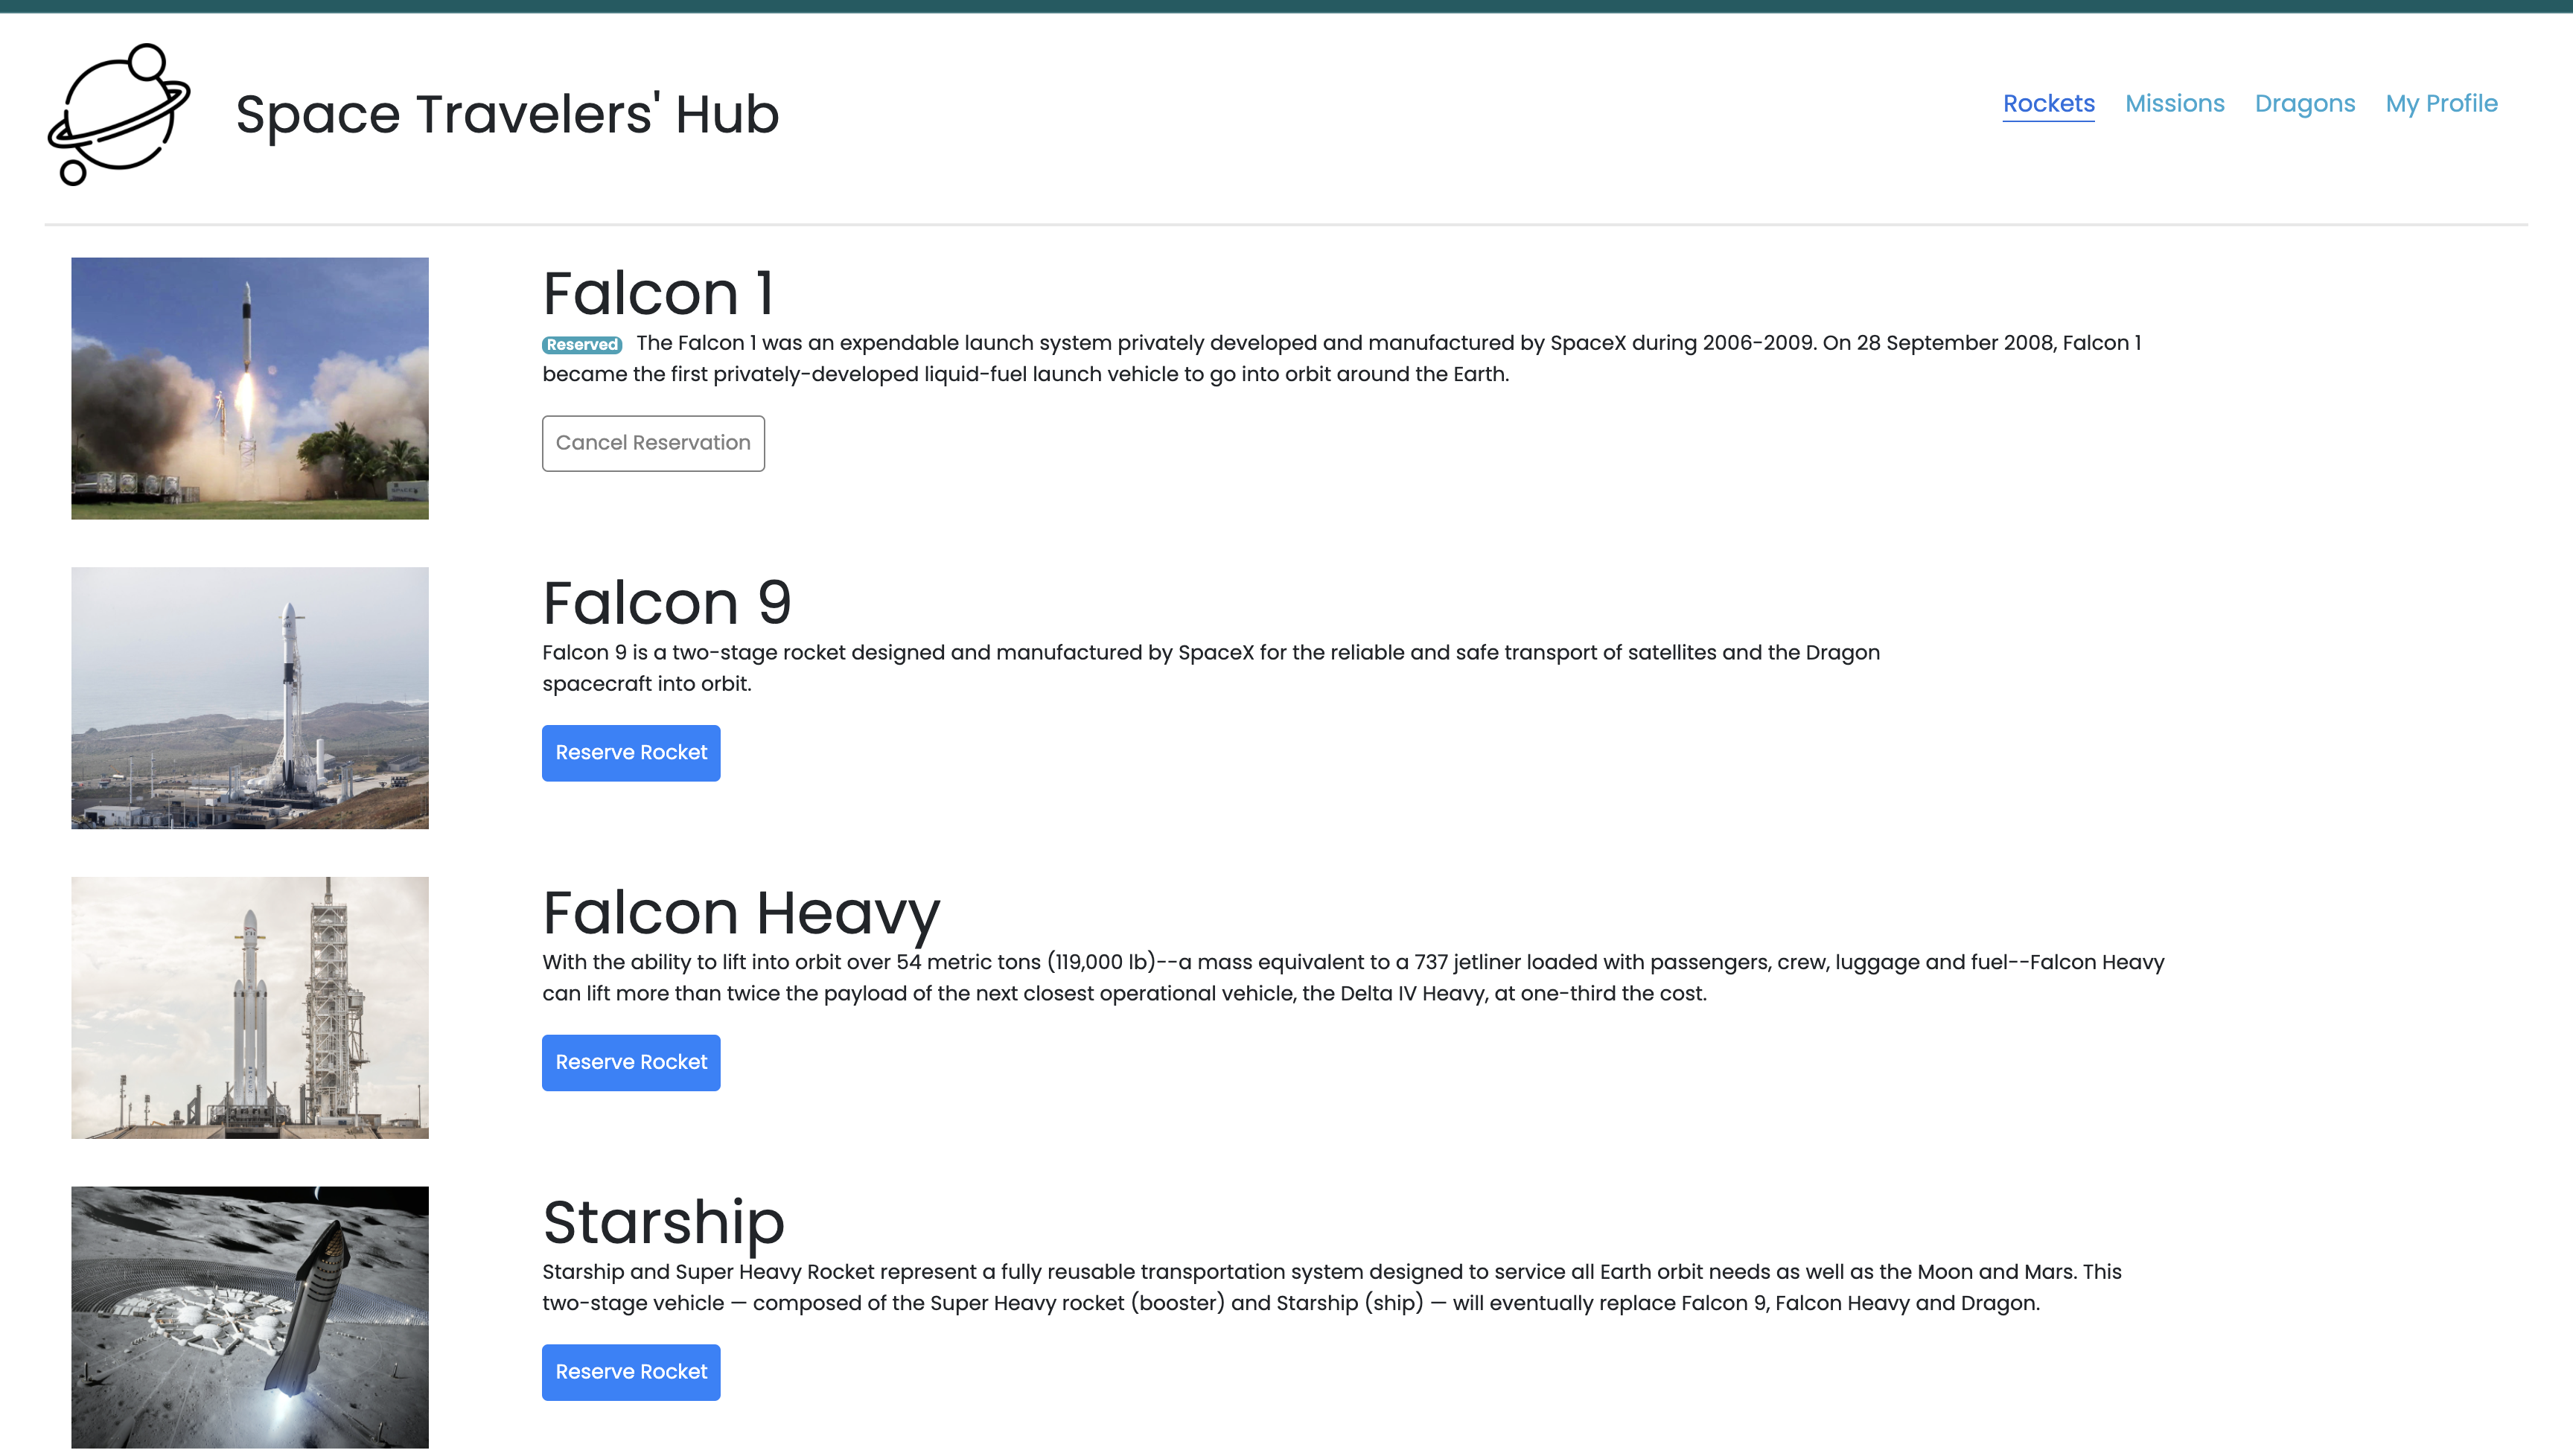 Space Travelers' Hub
Rockets Missions Dragons My Profile
Falcon 1
Reserved The Falcon 1 was an expendable launch system privately developed and manufactured by SpaceX during 2006-2009. On 28 September 2008, Falcon 1
became the first privately-developed liquid-fuel launch vehicle to go into orbit around the Earth.
Cancel Reservation
Falcon 9
Falcon 9 is a two-stage rocket designed and manufactured by SpaceX for the reliable and safe transport of satellites and the Dragon
spacecraft into orbit.
Reserve Rocket
Falcon Heavy
With the ability to lift into orbit over 54 metric tons (119,000 lb)--a mass equivalent to a 737 jetliner loaded with passengers, crew, luggage and fuel--Falcon Heavy
can lift more than twice the payload of the next closest operational vehicle, the Delta IV Heavy, at one-third the cost.
Reserve Rocket
Starship
Starship and Super Heavy Rocket represent a fully reusable transportation system designed to service all Earth orbit needs as well as the Moon and Mars. This
two-stage vehicle — composed of the Super Heavy rocket (booster) and Starship (ship) — will eventually replace Falcon 9, Falcon Heavy and Dragon.
Reserve Rocket